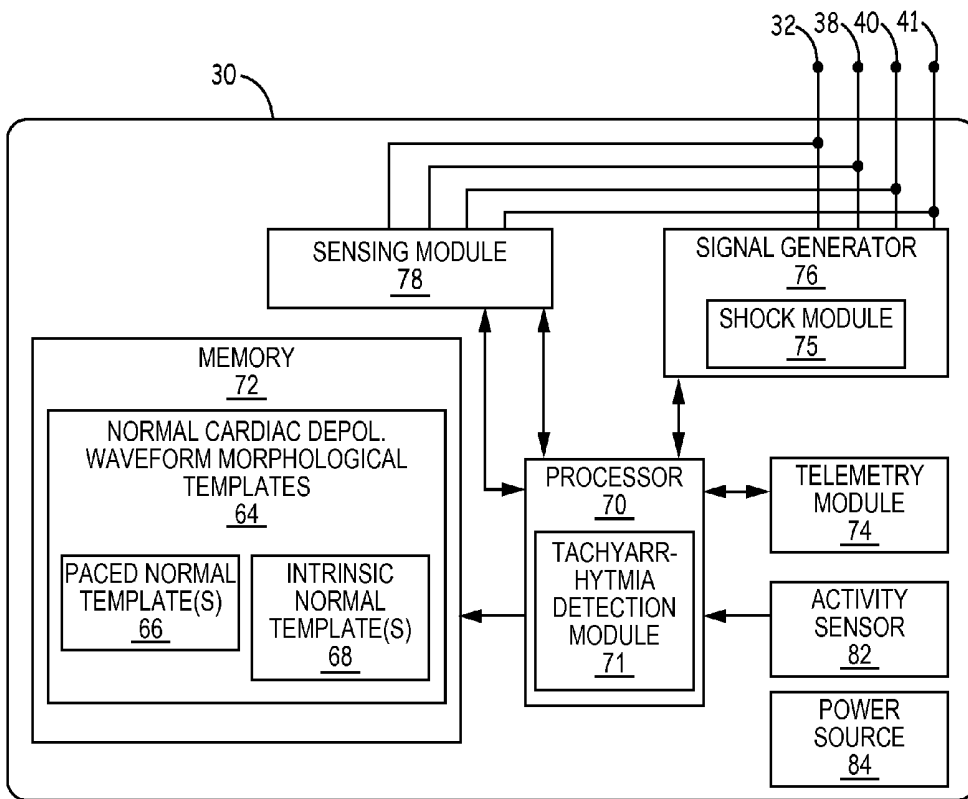 32 38 40 41
30
SENSING MODULE
78
SIGNAL GENERATOR
76
SHOCK MODULE
75
MEMORY
72
NORMAL CARDIAC DEPOL.
WAVEFORM MORPHOLOGICAL
TEMPLATES
64
PACED NORMAL
TEMPLATE(S)
66
INTRINSIC
NORMAL
TEMPLATE(S)
68
PROCESSOR
70
TACHYARR-
HYTMIA
DETECTION
MODULE
71
TELEMETRY
MODULE
74
ACTIVITY
SENSOR
82
POWER
SOURCE
84